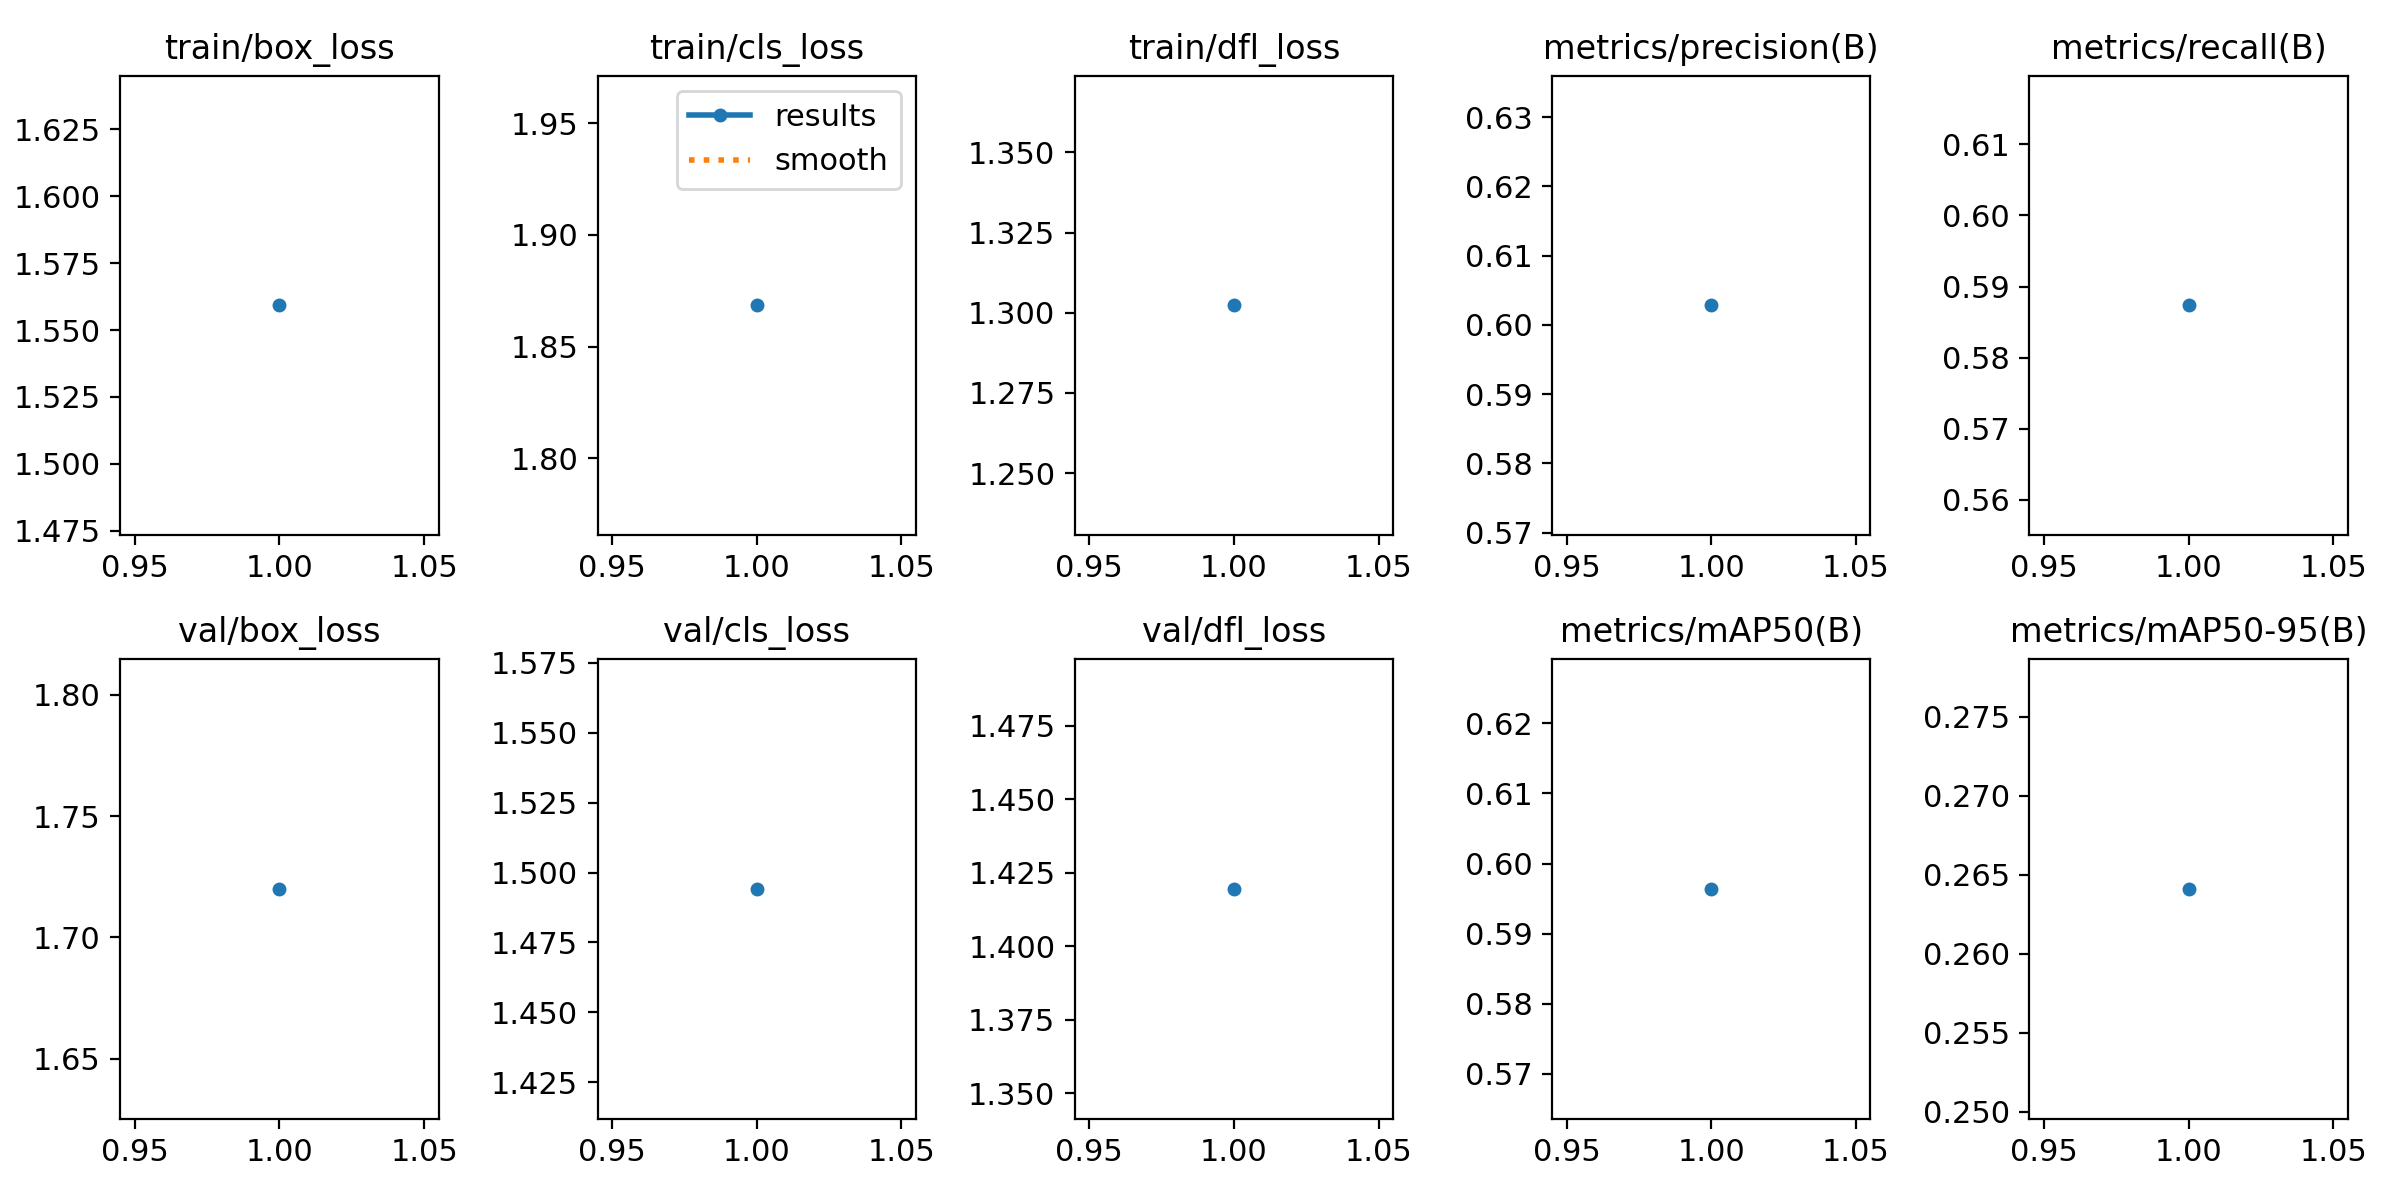 train/box_loss
train/cls_loss
train/dfl_loss
metrics/precision(B)
metrics/recall(B)
1.625
1.600
1.575
1.550
1.525
1.500
1.475
0.95 1.00 1.05
results
smooth
1.95
1.90
1.85
1.80
0.95 1.00 1.05
1.350
1.325
1.300
1.275
1.250
0.95 1.00 1.05
0.63
0.62
0.61
0.60
0.59
0.58
0.57
0.95 1.00 1.05
0.61
0.60
0.59
0.58
0.57
0.56
0.95 1.00 1.05
val/box_loss
val/cls_loss
val/dfl_loss
metrics/mAP50(B)
metrics/mAP50-95(B)
1.80
1.75
1.70
1.65
0.95 1.00 1.05
1.575
1.550
1.525
1.500
1.475
1.450
1.425
0.95 1.00 1.05
1.475
1.450
1.425
1.400
1.375
1.350
0.95 1.00 1.05
0.62
0.61
0.60
0.59
0.58
0.57
0.95 1.00 1.05
0.275
0.270
0.265
0.260
0.255
0.250
0.95 1.00 1.05